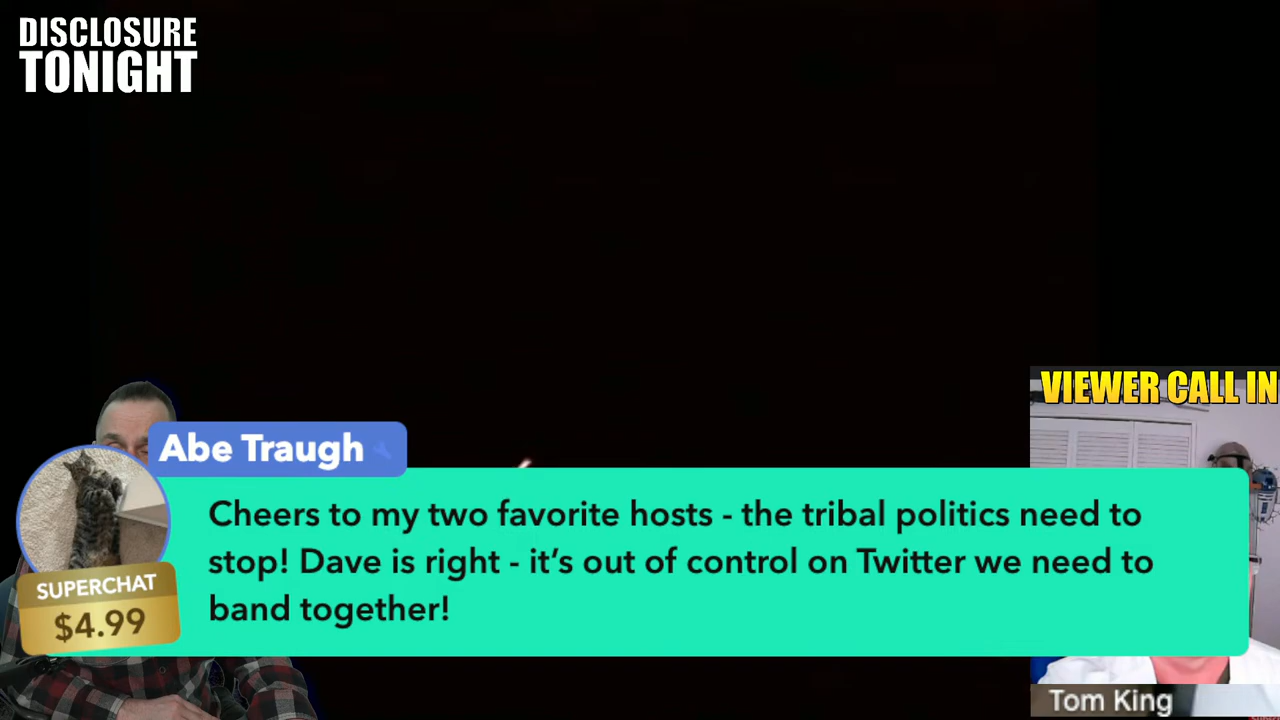 DISCLOSURE
TONIGHT
VIEWER CALL IN
Abe Traugh
Cheers to my two favorite hosts - the tribal politics need to
stop! Dave is right - it's out of control on Twitter we need to
band together!
SUPERCHAT
$4.99
Tom King